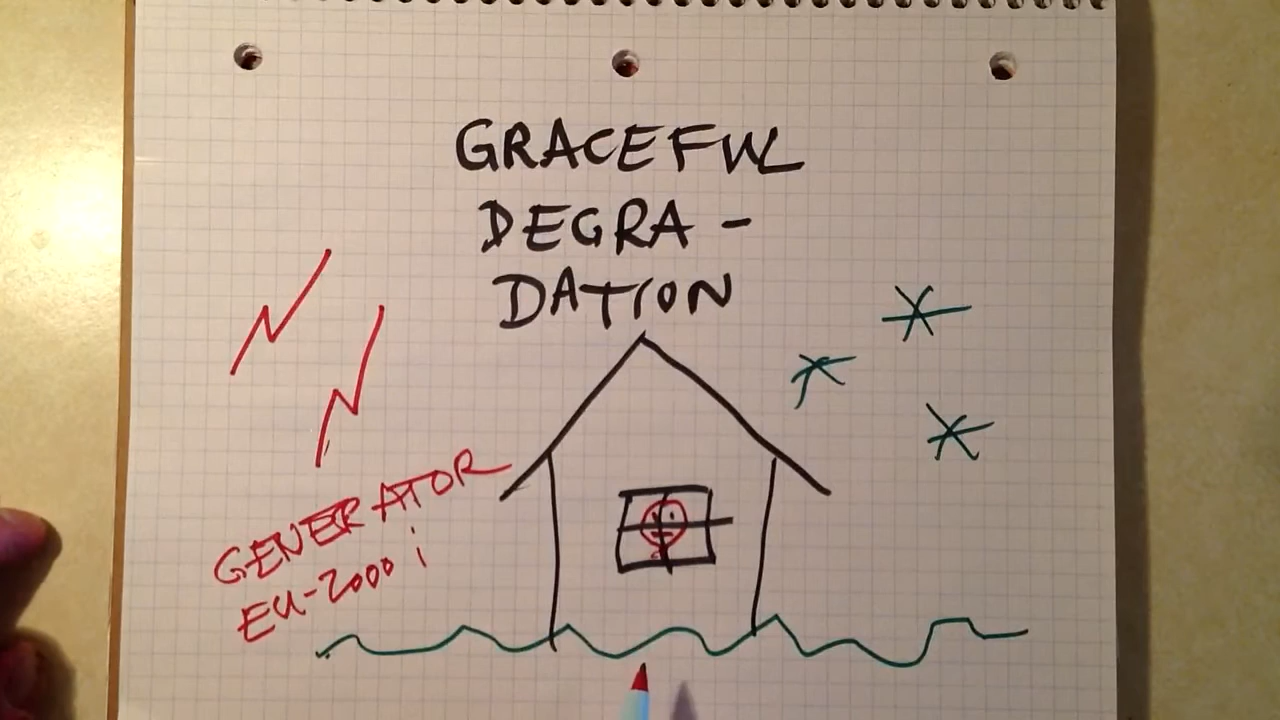 GRACEFUL
DEGRA-
DATION
GENERATOR
EU-2000i